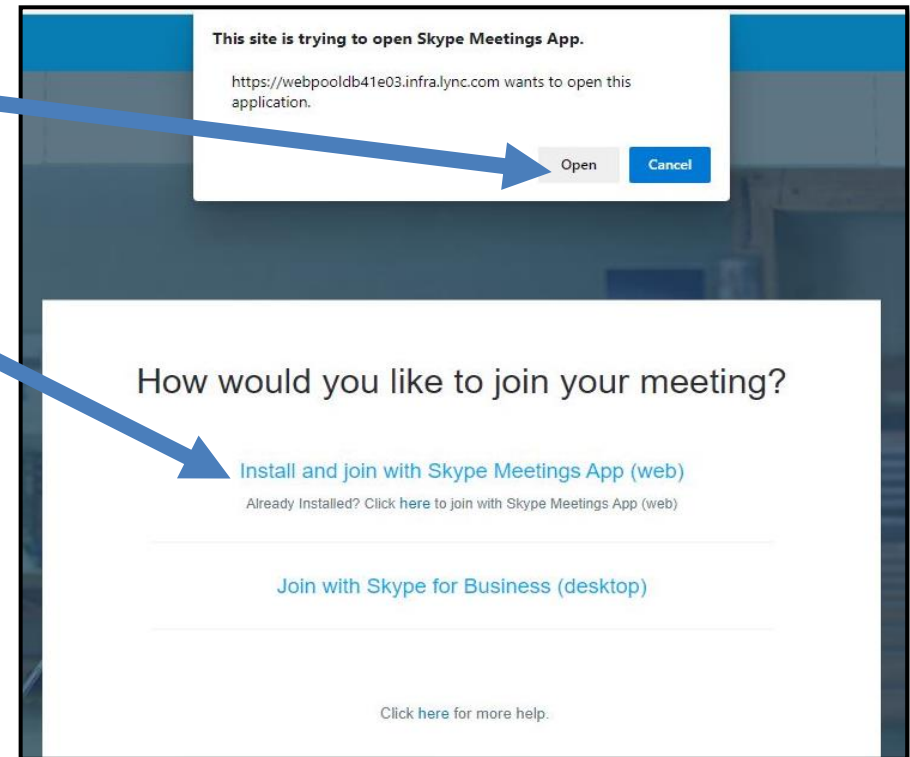 This site is trying to open Skype Meetings App.
https://webpooldb41e03.infra.lync.com wants to open this
application.
Open
Cancel
How would you like to join your meeting?
Install and join with Skype Meetings App (web)
Already Installed? Click here to join with Skype Meetings App (web)
Join with Skype for Business (desktop)
Click here for more help.